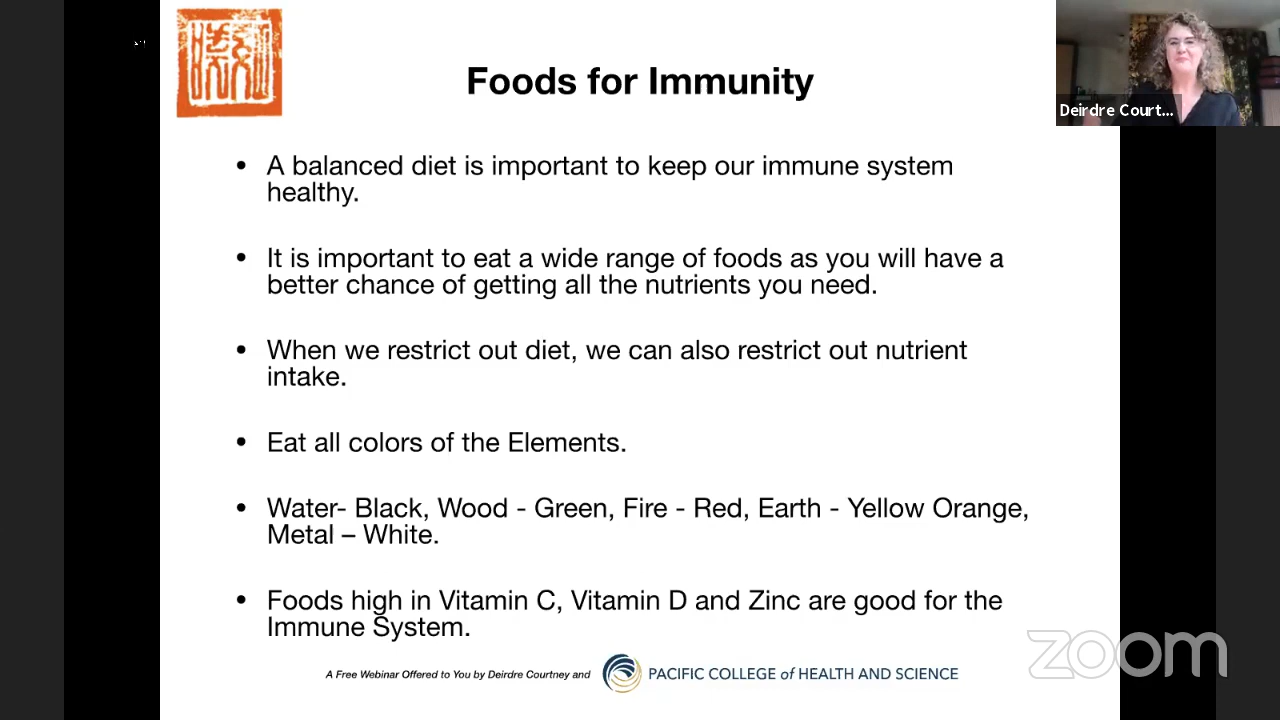 Foods for Immunity
Deirdre Court...
• A balanced diet is important to keep our immune system
healthy.
• It is important to eat a wide range of foods as you will have a
better chance of getting all the nutrients you need.
• When we restrict out diet, we can also restrict out nutrient
intake.
• Eat all colors of the Elements.
• Water- Black, Wood - Green, Fire - Red, Earth - Yellow Orange,
Metal – White.
• Foods high in Vitamin C, Vitamin D and Zinc are good for the
Immune System.
A Free Webinar Offered to You by Deirdre Courtney and
PACIFIC COLLEGE of HEALTH AND SCIENCE
zoom